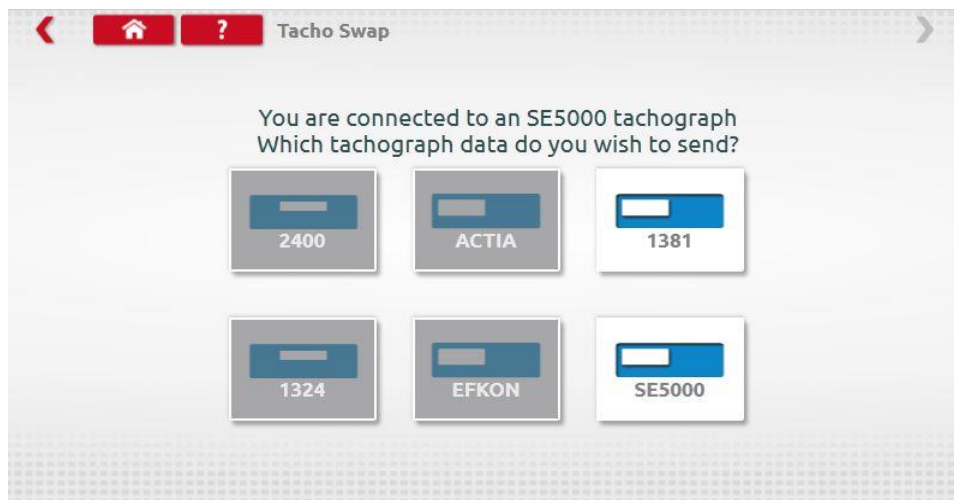 ? Tacho Swap
You are connected to an SE5000 tachograph
Which tachograph data do you wish to send?
2400 ACTIA 1381
1324 EFKON SE5000